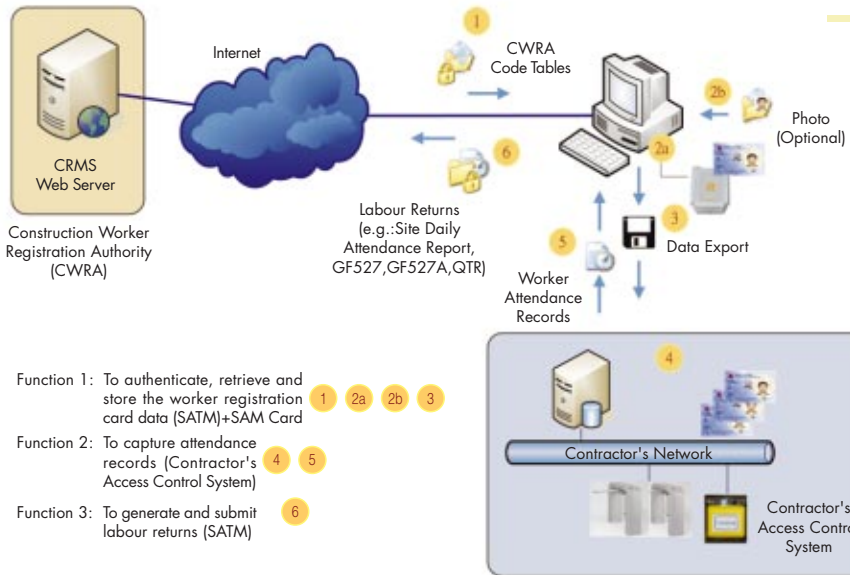 1
Internet
CWRA
Code Tables
2b
Photo
(Optional)
2a
CRMS
Web Server
6
Construction Worker
Registration Authority
(CWRA)
Labour Returns
(e.g.:Site Daily
Attendance Report,
GF527,GF527A,QTR)
3
Data Export
5
Worker
Attendance
Records
4
Contractor's Network
Contractor's
Access Control
System
Function 1: To authenticate, retrieve and
store the worker registration
card data (SATM)+SAM Card
1 2a 2b 3
Function 2: To capture attendance
records (Contractor's
Access Control System)
4 5
Function 3: To generate and submit
labour returns (SATM)
6